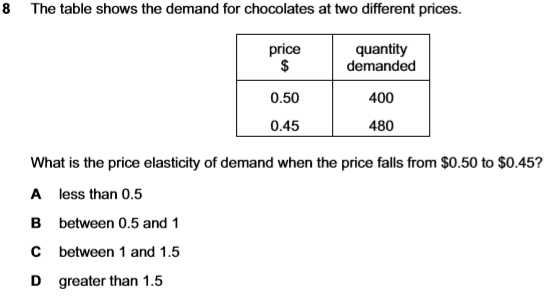 8 The table shows the demand for chocolates at two different prices.
price quantity
$ demanded
0.50 400
0.45 480
What is the price elasticity of demand when the price falls from $0.50 to $0.45?
A less than 0.5
B between 0.5 and 1
C between 1 and 1.5
D greater than 1.5